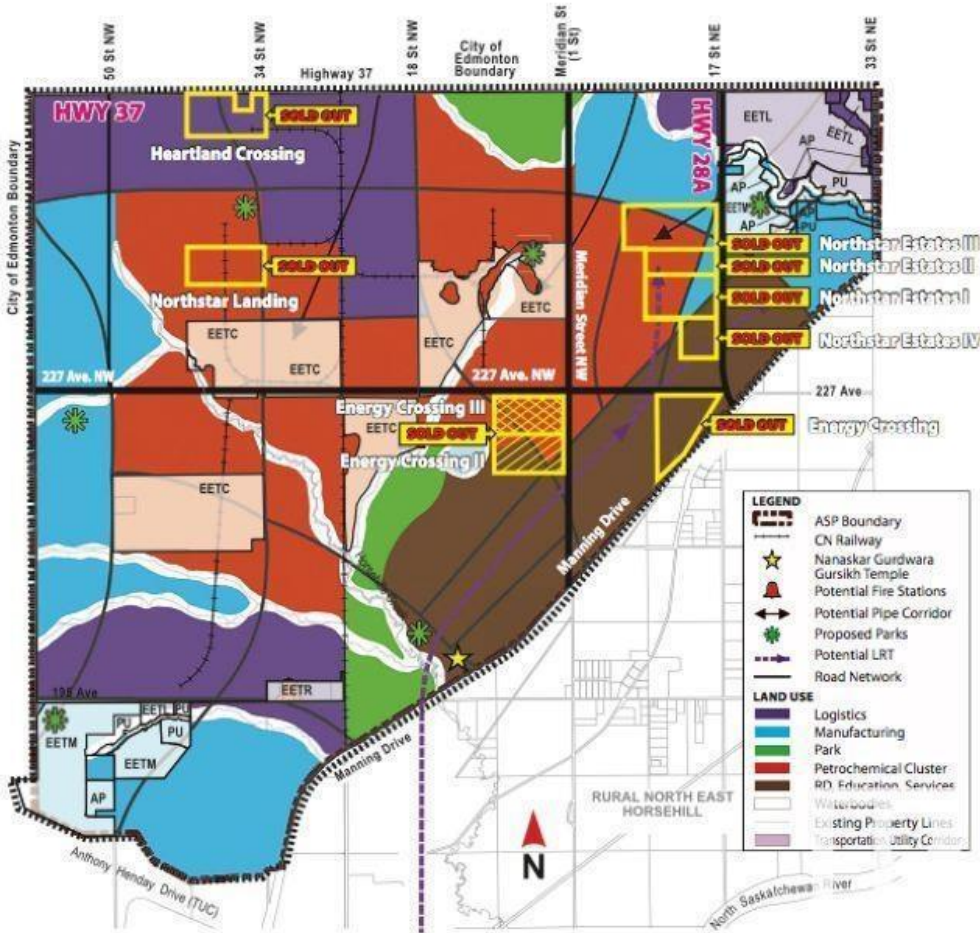 50 St NW
34 St NW
Highway 37
18 St NW
City of
Edmonton
Boundary
Meridian St
(1 St)
17 St NE
33 St NE
City of Edmonton Boundary
HWY 37
SOLD OUT
Heartland Crossing
HWY 28A
EETL
EETL
AP
AP
PU
EETM
AP
AP
PU
SOLD OUT
Northstar Landing
SOLD OUT
Northstar Estates III
SOLD OUT
Northstar Estates II
SOLD OUT
Northstar Estates I
SOLD OUT
Northstar Estates IV
Meridian Street NW
EETC
EETC
EETC
227 Ave. NW
227 Ave. NW
227 Ave
Energy Crossing III
SOLD OUT
Energy Crossing II
EETC
SOLD OUT
Energy Crossing
EETC
Manning Drive
LEGEND
ASP Boundary
CN Railway
Nanaskar Gurdwara
Gursikh Temple
Potential Fire Stations
Potential Pipe Corridor
Proposed Parks
Potential LRT
Road Network
LAND USE
Logistics
Manufacturing
Park
Petrochemical Cluster
RD, Education, Services
Waterbodies
Existing Property Lines
Transportation Utility Corridor
195 Ave
EETR
EETM
PU
EETL
PU
PU
EETM
AP
Manning Drive
RURAL NORTH EAST
HORSEHILL
N
Anthony Henday Drive (TUC)
North Saskatchewan River